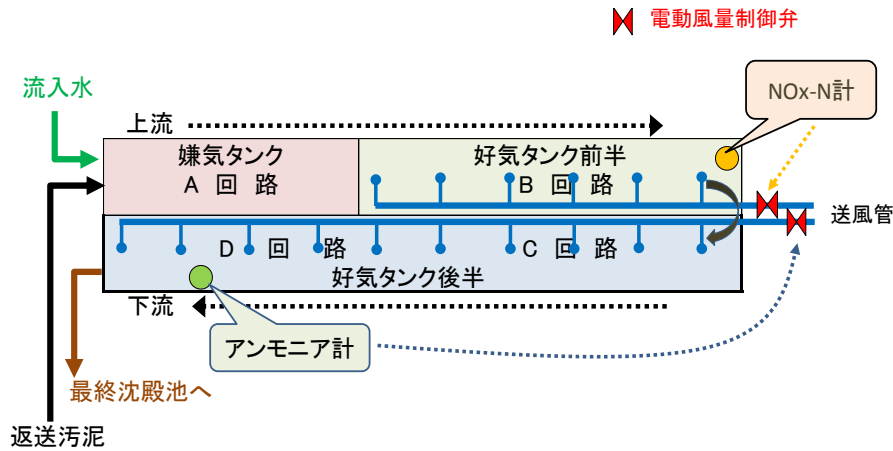 電動風量制御弁
NOx-N計
流入水
上流
嫌気タンク
A 回 路
好気タンク前半
B 回 路
送風管
D 回 路
C 回 路
好気タンク後半
下流
アンモニア計
最終沈殿池へ
返送汚泥